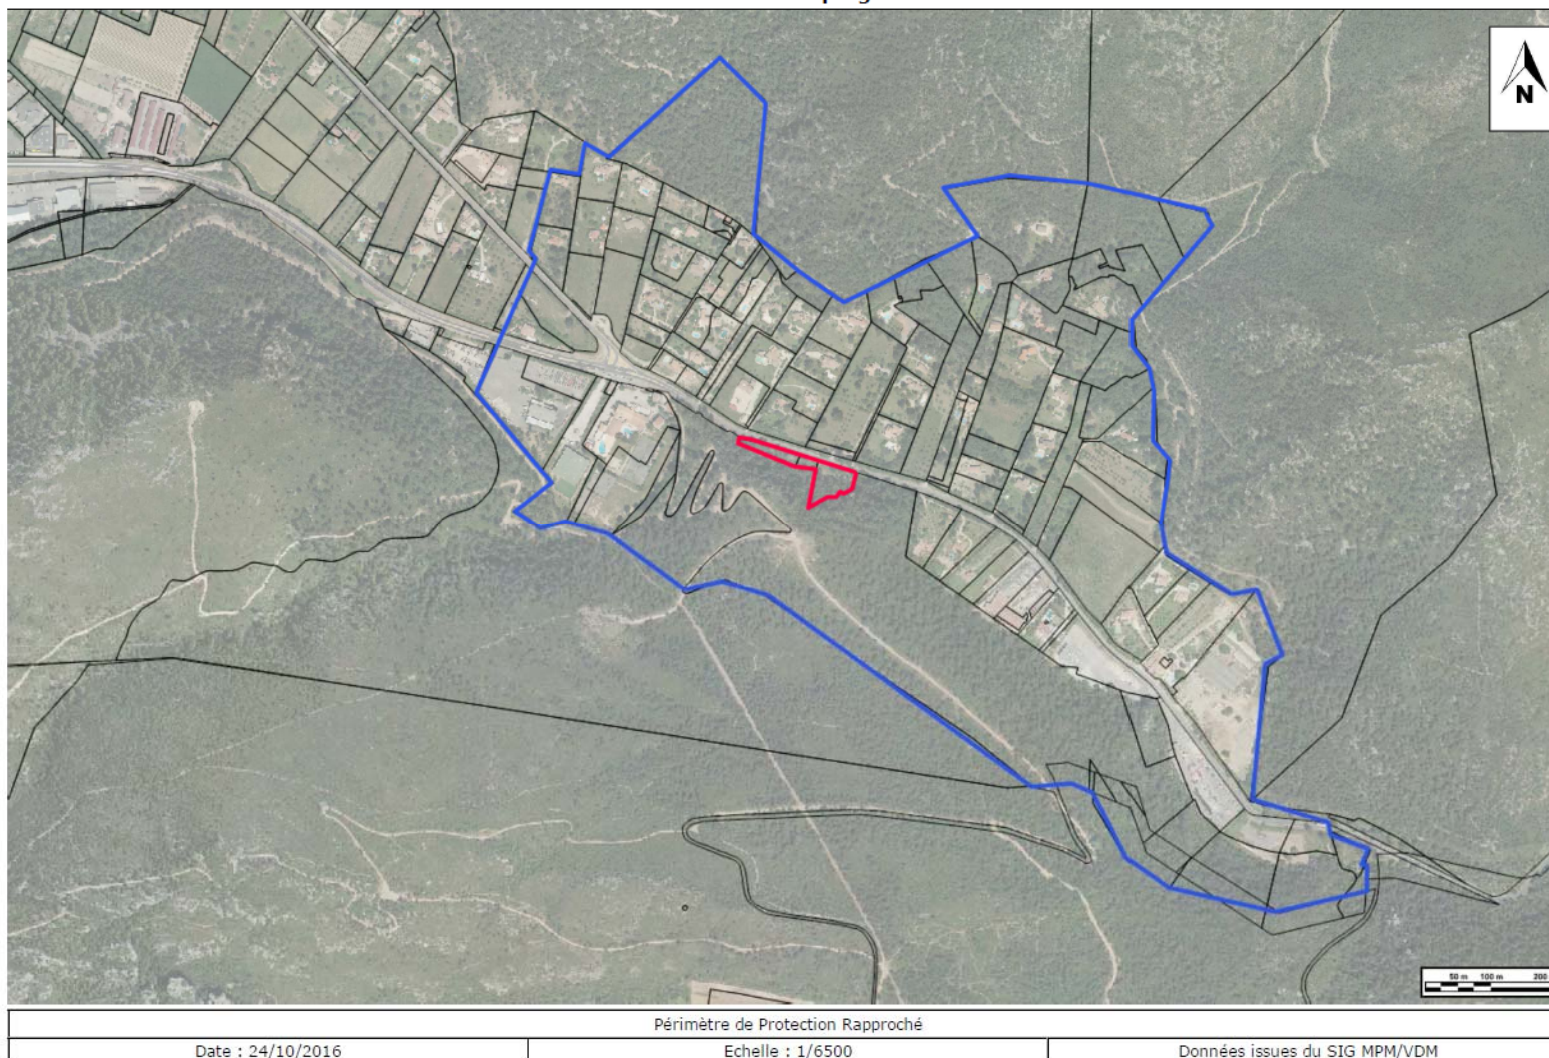 N
50 m 100 m 200
Périmètre de Protection Rapproché
Date : 24/10/2016
Echelle : 1/6500
Données issues du SIG MPM/VDM